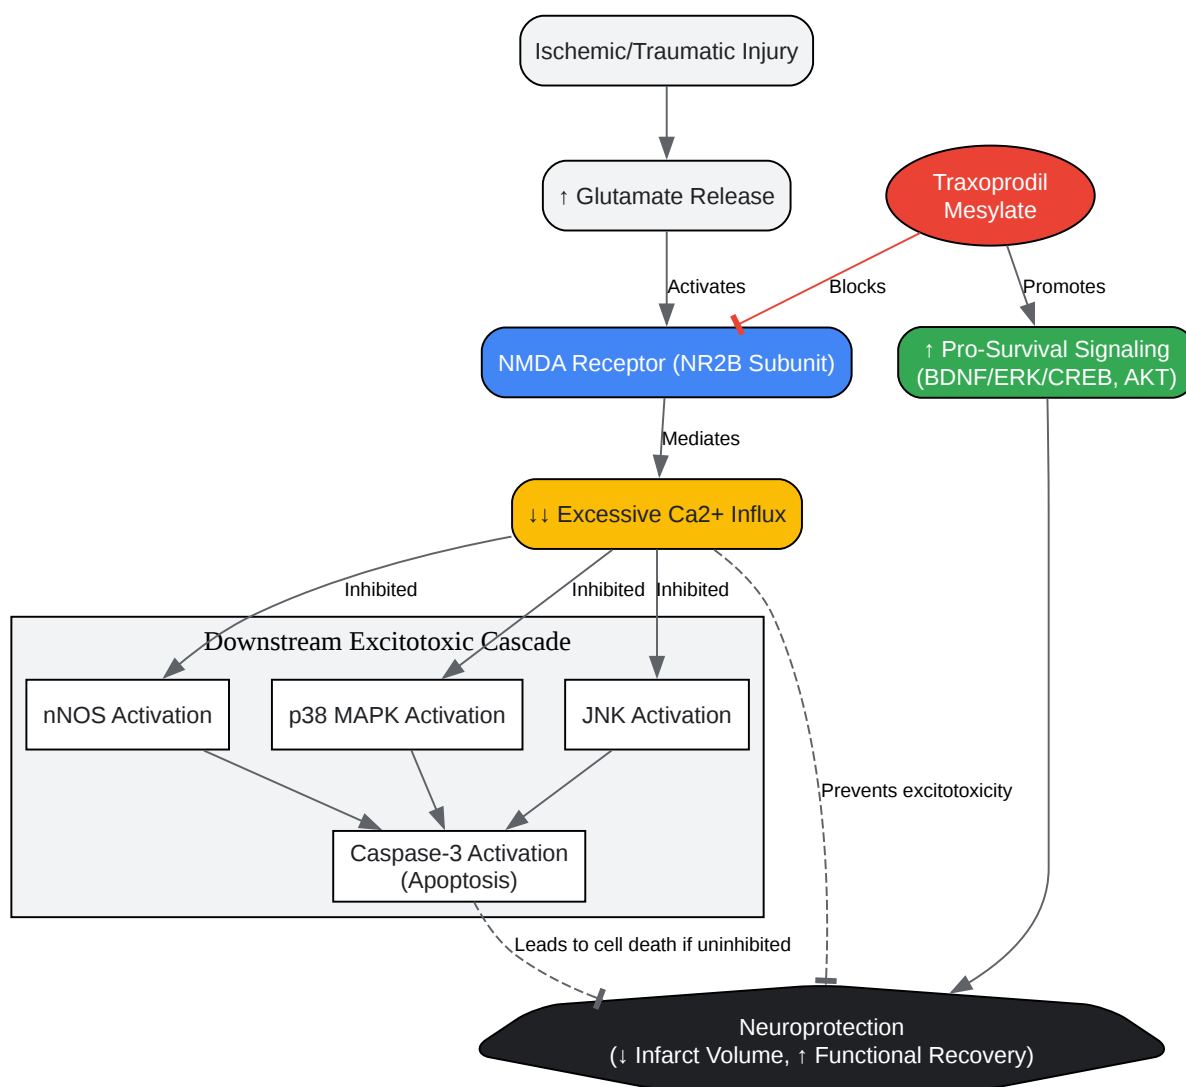 Ischemic/Traumatic Injury
↑ Glutamate Release
Traxoprodil
Mesylate
Activates
Blocks
Promotes
NMDA Receptor (NR2B Subunit)
↑ Pro-Survival Signaling
(BDNF/ERK/CREB, AKT)
Mediates
↓↓ Excessive Ca2+ Influx
Inhibited
Inhibited
Inhibited
Downstream Excitotoxic Cascade
nNOS Activation
p38 MAPK Activation
JNK Activation
Prevents excitotoxicity
Caspase-3 Activation
(Apoptosis)
Leads to cell death if uninhibited
Neuroprotection
(↓ Infarct Volume, ↑ Functional Recovery)